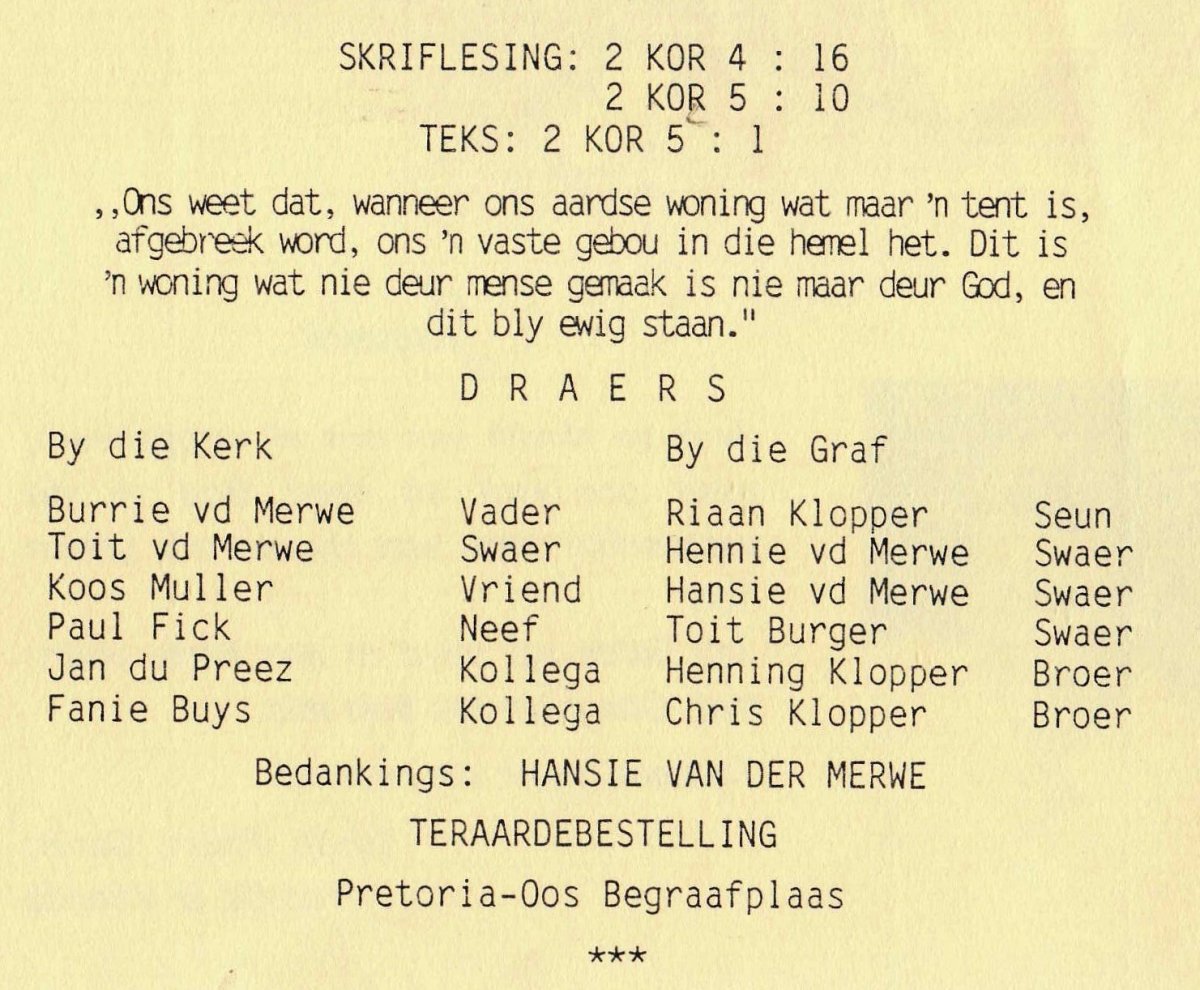 SKRIFLESING: 2 KOR 4 : 16
2 KOR 5 : 10
TEKS: 2 KOR 5 : 1
,,Ons weet dat, wanneer ons aardse woning wat maar 'n tent is,
afgebreek word, ons 'n vaste gebou in die hemel het. Dit is
'n woning wat nie deur mense gemaak is nie maar deur God, en
dit bly ewig staan."
D R A E R S
By die Kerk By die Graf
Burrie vd Merwe Vader Riaan Klopper Seun
Toit vd Merwe Swaer Hennie vd Merwe Swaer
Koos Muller Vriend Hansie vd Merwe Swaer
Paul Fick Neef Toit Burger Swaer
Jan du Preez Kollega Henning Klopper Broer
Fanie Buys Kollega Chris Klopper Broer
Bedankings: HANSIE VAN DER MERWE
TERAARDEBESTELLING
Pretoria-Oos Begraafplaas
***